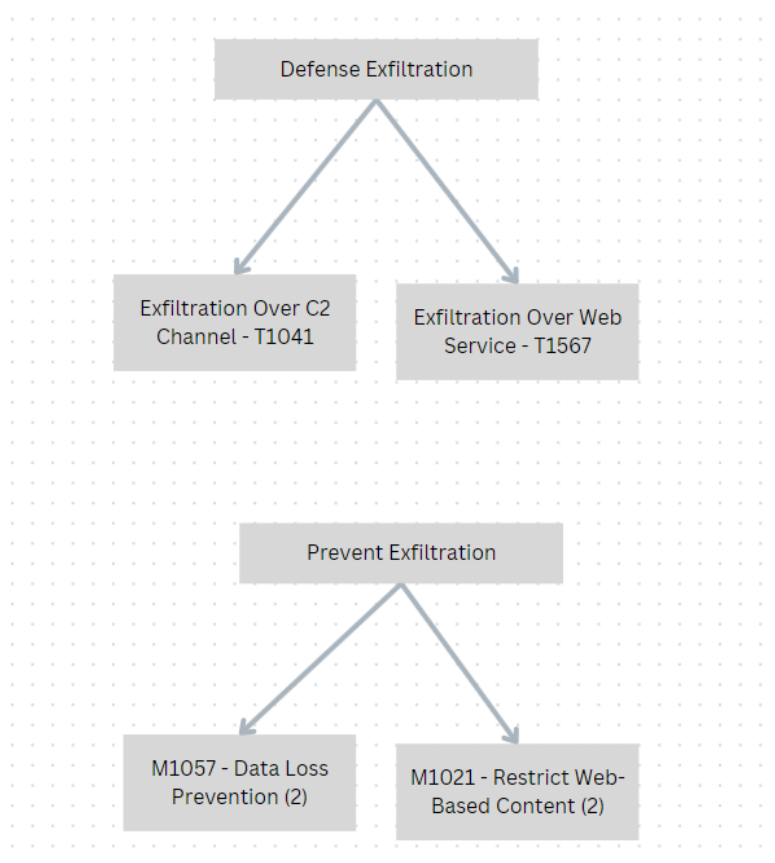 Defense Exfiltration
Exfiltration Over C2
Channel - T1041
Exfiltration Over Web
Service - T1567
Prevent Exfiltration
M1057 - Data Loss
Prevention (2)
M1021 - Restrict Web-
Based Content (2)